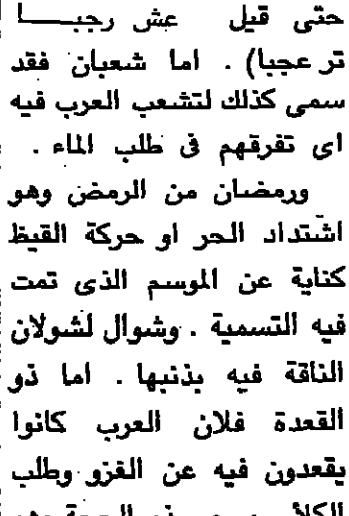 حتى قيل عش رجبا
تر عجبا) . اما شعبان فقد
سمى كذلك لتشعب العرب فيه
اى تفرقهم فى طلب الماء .
ورمضان من الرمض وهو
اشتداد الحر او حركة القيظ
كناية عن الموسم الذى تمت
فيه التسمية . وشوال لشولان
الناقة فيه بذنبها . اما ذو
القعدة فلان العرب كانوا
يقعدون فيه عن الغزو وطلب